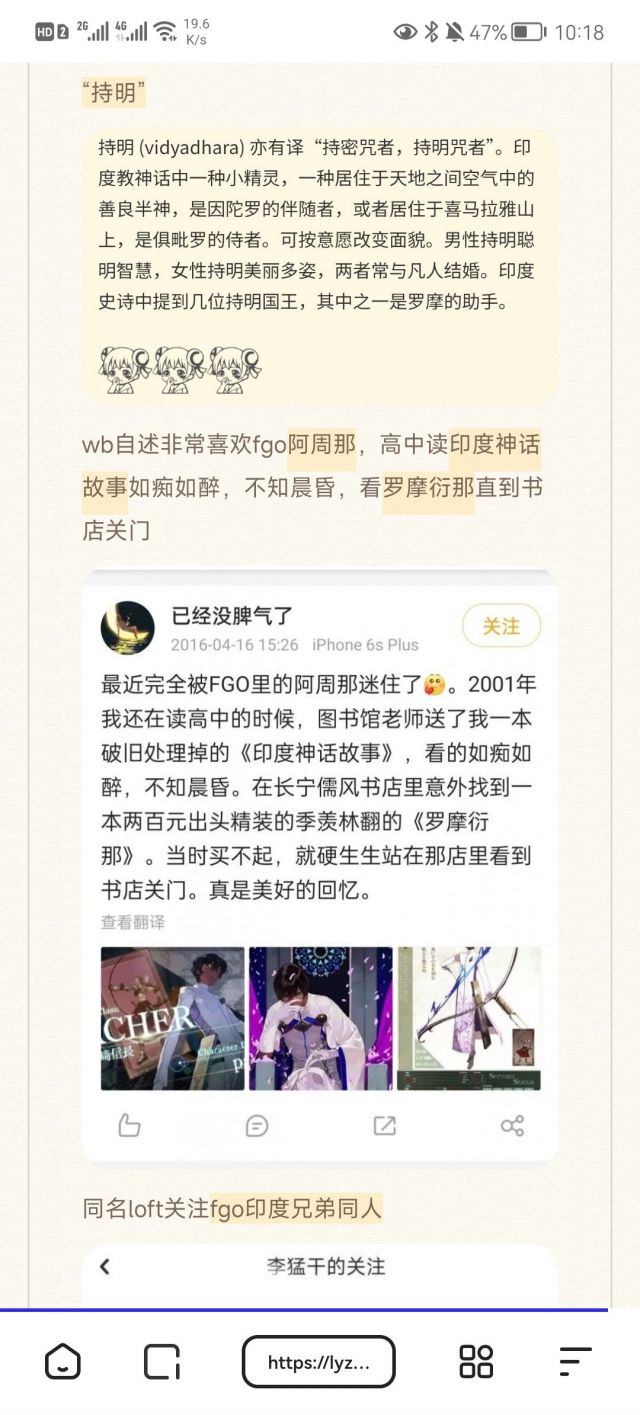 HD 2 2G 4G 19.6 K/s 47% 10:18
“持明”
持明 (vidyadhara) 亦有译“持密咒者，持明咒者”。印
度教神话中一种小精灵，一种居住于天地之间空气中的
善良半神，是因陀罗的伴随者，或者居住于喜马拉雅山
上，是俱毗罗的侍者。可按意愿改变面貌。男性持明聪
明智慧，女性持明美丽多姿，两者常与凡人结婚。印度
史诗中提到几位持明国王，其中之一是罗摩的助手。
wb自述非常喜欢fgo阿周那，高中读印度神话
故事如痴如醉，不知晨昏，看罗摩衍那直到书
店关门
已经没脾气了
关注
2016-04-16 15:26 iPhone 6s Plus
最近完全被FGO里的阿周那迷住了。2001年
我还在读高中的时候，图书馆老师送了我一本
破旧处理掉的《印度神话故事》，看的如痴如
醉，不知晨昏。在长宁儒风书店里意外找到一
本两百元出头精装的季羡林翻的《罗摩衍
那》。当时买不起，就硬生生站在那店里看到
书店关门。真是美好的回忆。
查看翻译
lass:
CHER
信長
Character I
Servant
Status
同名loft关注fgo印度兄弟同人
李猛干的关注
https://lyz...